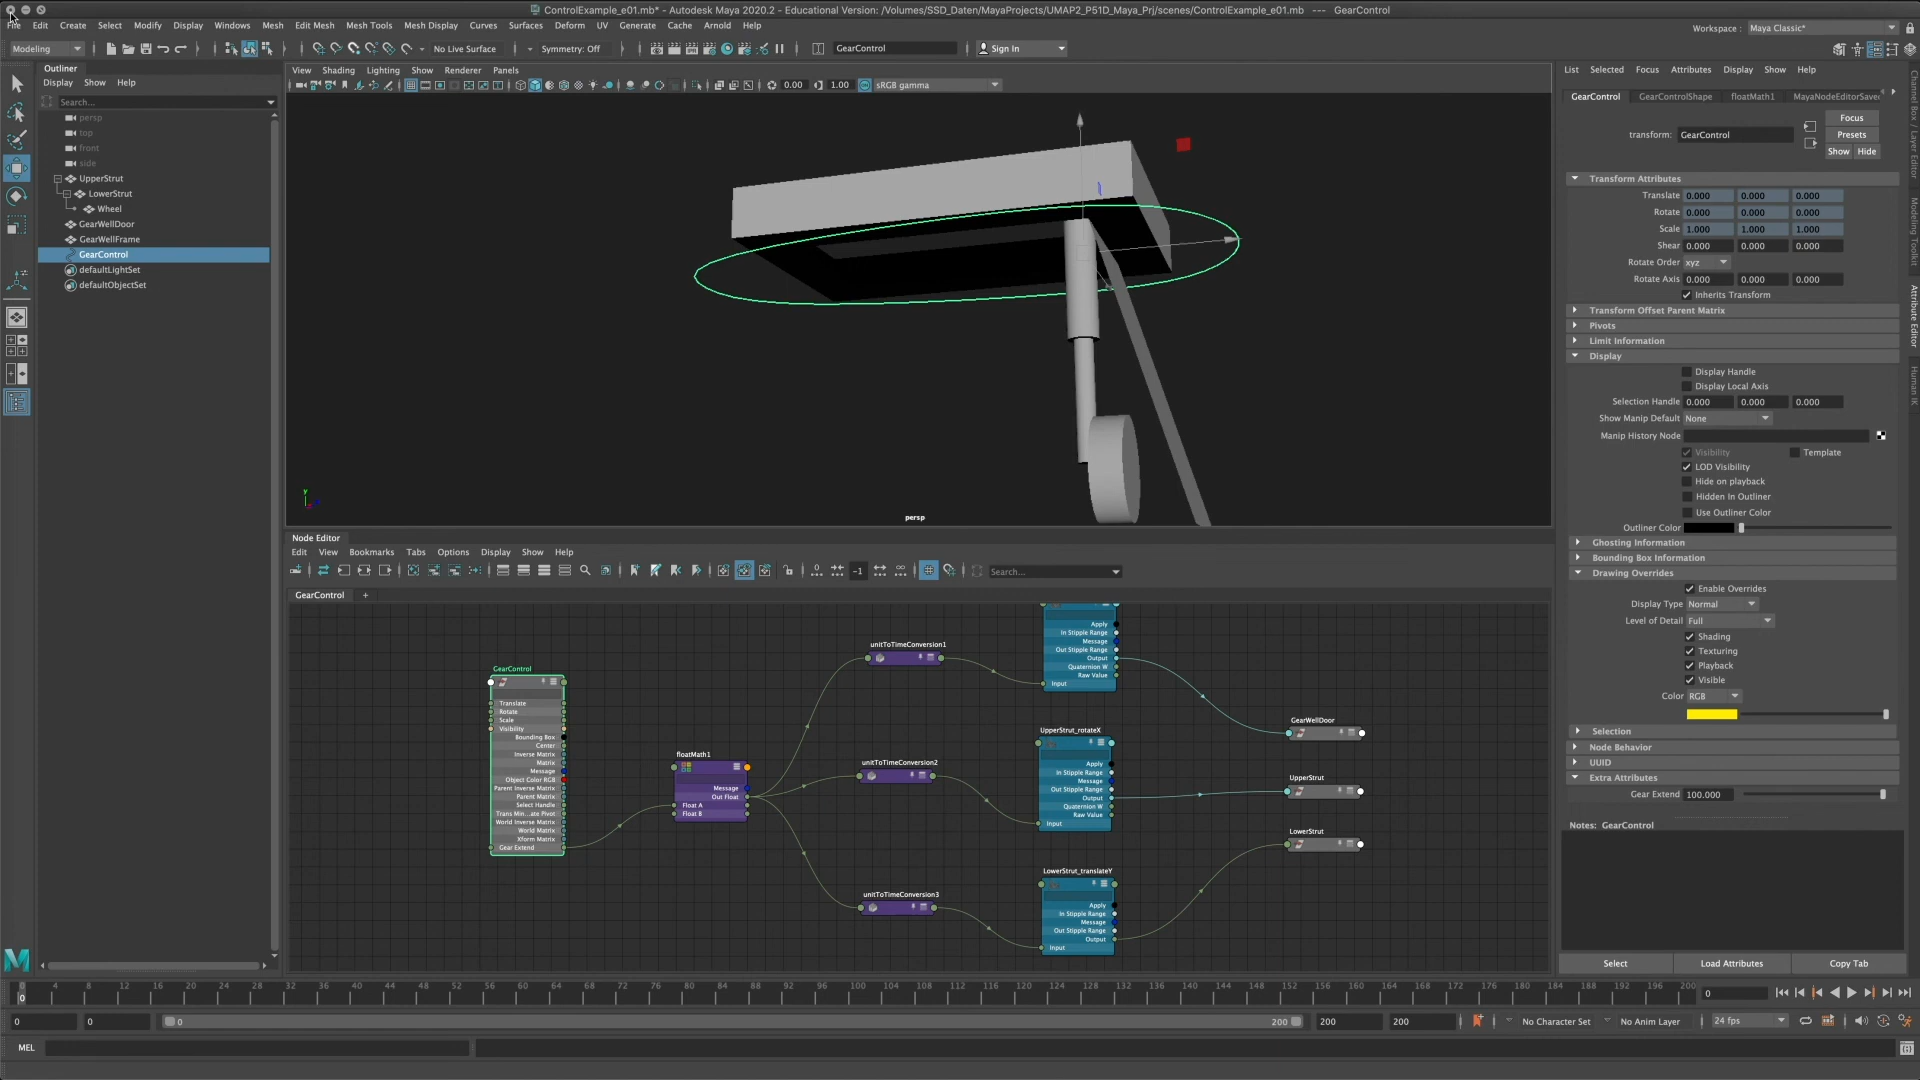 ControlExample_e01.mb* - Autodesk Maya 2020.2 - Educational Version: /Volumes/SSD_Daten/MayaProjects/UMAP2_P51D_Maya_Prj/scenes/ControlExample_e01.mb --- GearControl
File Edit Create Select Modify Display Windows Mesh Edit Mesh Mesh Tools Mesh Display Curves Surfaces Deform UV Generate Cache Arnold Help
Workspace : Maya Classic*
Modeling No Live Surface Symmetry: Off GearControl Sign In
Outliner
Display Show Help
Search...
persp
top
front
side
UpperStrut
LowerStrut
Wheel
GearWellDoor
GearWellFrame
GearControl
defaultLightSet
defaultObjectSet
View Shading Lighting Show Renderer Panels
0.00 1.00 sRGB gamma
y
persp
Node Editor
Edit View Bookmarks Tabs Options Display Show Help
-1 Search...
GearControl +
GearControl
Translate
Rotate
Scale
Visibility
Bounding Box
Center
Inverse Matrix
Matrix
Message
Object Color RGB
Parent Inverse Matrix
Parent Matrix
Select Handle
Trans Min...ate Pivot
World Inverse Matrix
World Matrix
Xform Matrix
Gear Extend
floatMath1
Message
Out Float
Float A
Float B
unitToTimeConversion1
unitToTimeConversion2
unitToTimeConversion3
Apply
In Stipple Range
Message
Out Stipple Range
Output
Quaternion W
Raw Value
Input
UpperStrut_rotateX
Apply
In Stipple Range
Message
Out Stipple Range
Output
Quaternion W
Raw Value
Input
LowerStrut_translateY
Apply
In Stipple Range
Message
Out Stipple Range
Output
Input
GearWellDoor
UpperStrut
LowerStrut
List Selected Focus Attributes Display Show Help
GearControl GearControlShape floatMath1 MayaNodeEditorSave
transform: GearControl
Focus
Presets
Show Hide
Transform Attributes
Translate 0.000 0.000 0.000
Rotate 0.000 0.000 0.000
Scale 1.000 1.000 1.000
Shear 0.000 0.000 0.000
Rotate Order xyz
Rotate Axis 0.000 0.000 0.000
Inherits Transform
Transform Offset Parent Matrix
Pivots
Limit Information
Display
Display Handle
Display Local Axis
Selection Handle 0.000 0.000 0.000
Show Manip Default None
Manip History Node
Visibility Template
LOD Visibility
Hide on playback
Hidden In Outliner
Use Outliner Color
Outliner Color
Ghosting Information
Bounding Box Information
Drawing Overrides
Enable Overrides
Display Type Normal
Level of Detail Full
Shading
Texturing
Playback
Visible
Color RGB
Selection
Node Behavior
UUID
Extra Attributes
Gear Extend 100.000
Notes: GearControl
Select Load Attributes Copy Tab
Channel Box / Layer Editor
Modeling Toolkit
Attribute Editor
Human IK
0 4 8 12 16 20 24 28 32 36 40 44 48 52 56 60 64 68 72 76 80 84 88 92 96 100 104 108 112 116 120 124 128 132 136 140 144 148 152 156 160 164 168 172 176 180 184 188 192 196 200
0 0
0 0 0 200 200 200 No Character Set No Anim Layer 24 fps
MEL